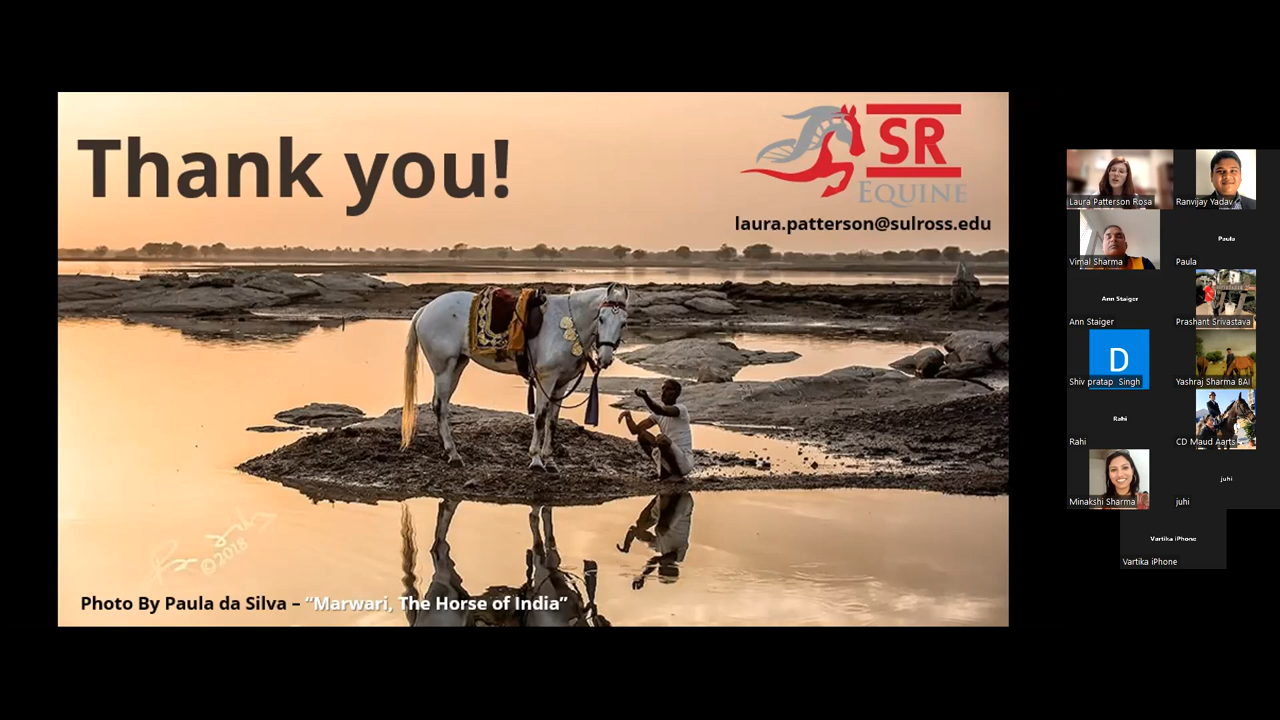 Thank you!
SR
EQUINE
laura.patterson@sulross.edu
©2018
Photo By Paula da Silva – “Marwari, The Horse of India”
Laura Patterson Rosa
Ranvijay Yadav
Vimal Sharma
Paula
Paula
Ann Staiger
Ann Staiger
Prashant Srivastava
D
Shiv pratap Singh
Yashraj Sharma BAI
Rahi
Rahi
CD Maud Aarts
Minakshi Sharma
juhi
juhi
Vartika iPhone
Vartika iPhone